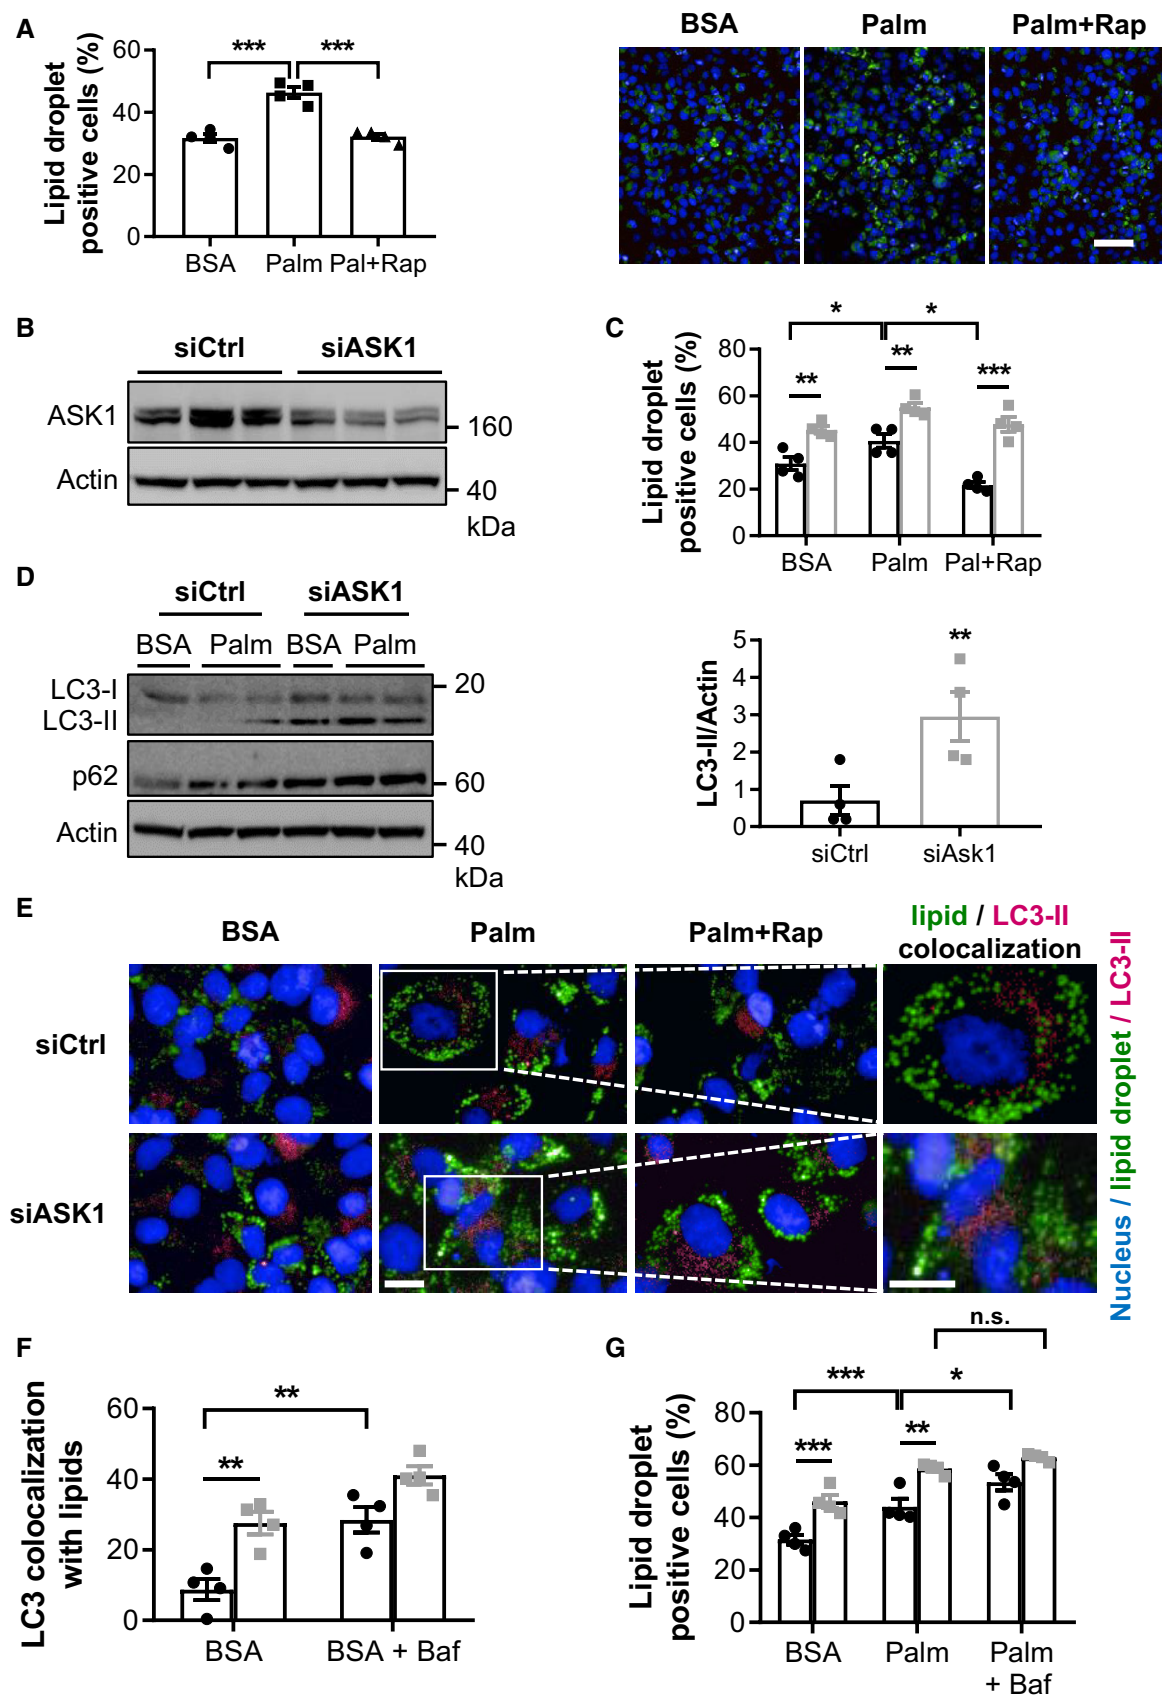 A
Lipid droplet
positive cells (%)
60
40
20
0
***
***
BSA
Palm
Pal+Rap
BSA
Palm
Palm+Rap
B
siCtrl
siASK1
ASK1
160
Actin
40
kDa
C
Lipid droplet
positive cells (%)
80
60
40
20
0
*
*
**
**
***
BSA
Palm
Pal+Rap
D
siCtrl
siASK1
BSA
Palm
BSA
Palm
LC3-I
20
LC3-II
p62
60
Actin
40
kDa
LC3-II/Actin
5
4
3
2
1
0
**
siCtrl
siAsk1
E
BSA
Palm
Palm+Rap
lipid / LC3-II
colocalization
siCtrl
siASK1
Nucleus / lipid droplet / LC3-II
F
LC3 colocalization
with lipids
60
40
20
0
**
**
BSA
BSA + Baf
G
Lipid droplet
positive cells (%)
80
60
40
20
0
n.s.
***
*
***
**
BSA
Palm
Palm
+ Baf